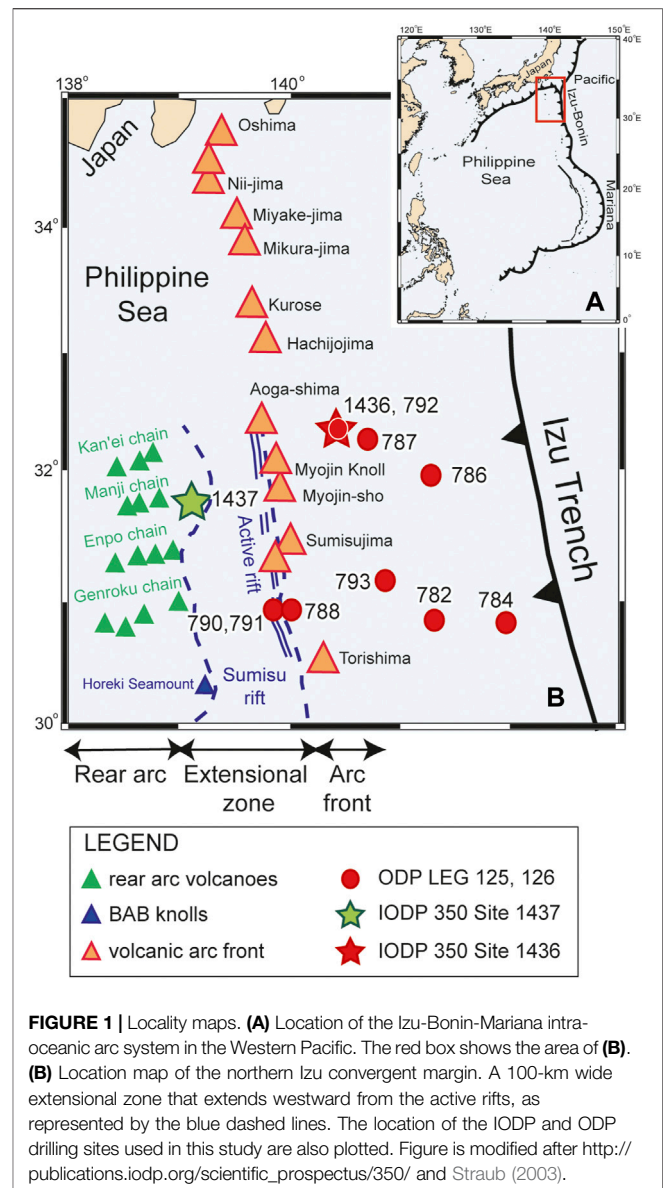 120°E
130°E
140°E
150°E
40°E
Japan
Pacific
Izu-Bonin
30°E
Philippine
Sea
Mariana
20°E
10°E
0°
A
138°
140°
Japan
Oshima
Nii-jima
Miyake-jima
34°
Mikura-jima
Philippine
Sea
Kurose
Hachijojima
Aoga-shima
1436, 792
787
Kan'ei chain
32°
Myojin Knoll
786
Manji chain
1437
Myojin-sho
Izu Trench
Enpo chain
Active rift
Sumisujima
Genroku chain
793
782
784
790,791
788
Torishima
Horeki Seamount
Sumisu
rift
B
30°
Rear arc
Extensional
zone
Arc
front
LEGEND
rear arc volcanoes
BAB knolls
volcanic arc front
ODP LEG 125, 126
IODP 350 Site 1437
IODP 350 Site 1436
FIGURE 1 | Locality maps. (A) Location of the Izu-Bonin-Mariana intra-
oceanic arc system in the Western Pacific. The red box shows the area of (B).
(B) Location map of the northern Izu convergent margin. A 100-km wide
extensional zone that extends westward from the active rifts, as
represented by the blue dashed lines. The location of the IODP and ODP
drilling sites used in this study are also plotted. Figure is modified after http://
publications.iodp.org/scientific_prospectus/350/ and Straub (2003).